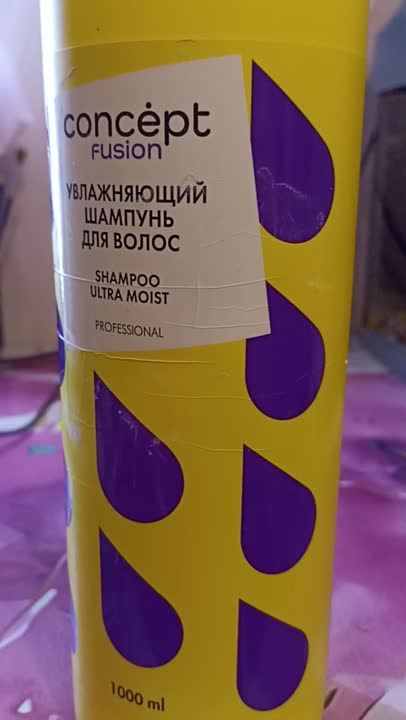 concept
Fusion
УВЛАЖНЯЮЩИЙ
ШАМПУНЬ
ДЛЯ ВОЛОС
SHAMPOO
ULTRA MOIST
PROFESSIONAL
1000 ml